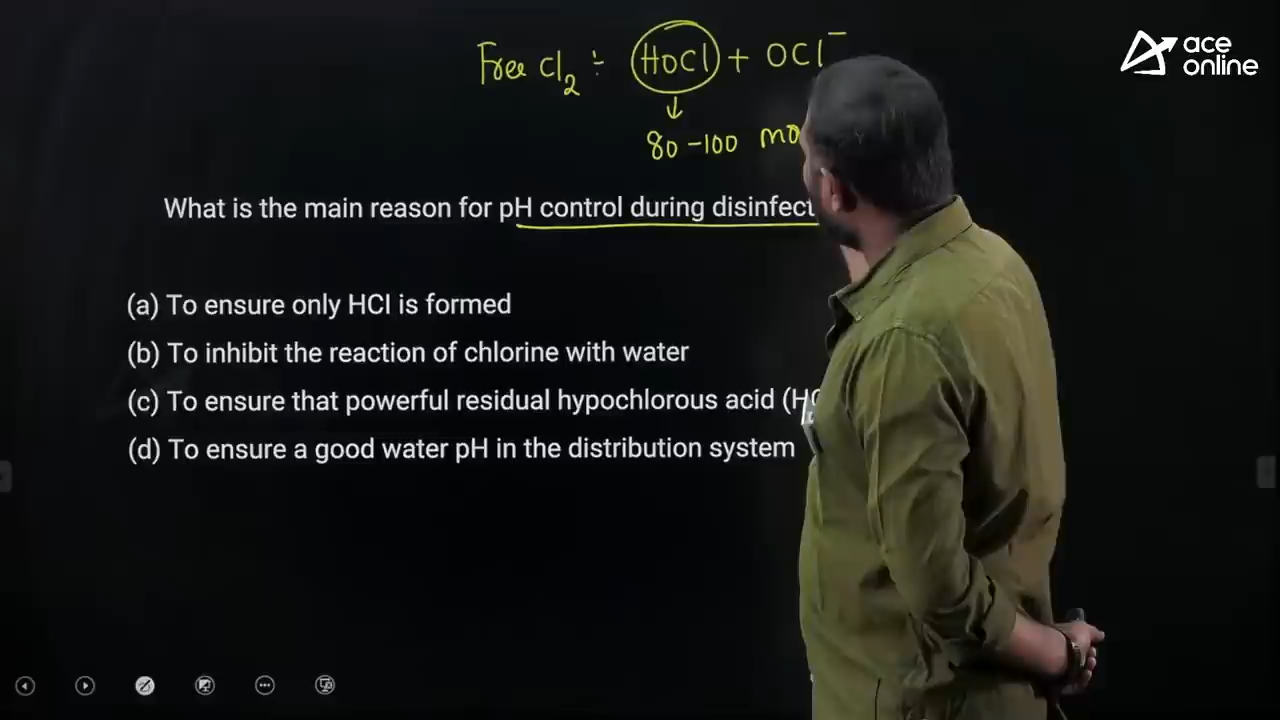 Free Cl2 ÷ HOCl + OCl⁻
ace
online
80-100
What is the main reason for pH control during
(a) To ensure only HCl is formed
(b) To inhibit the reaction of chlorine with water
(c) To ensure that powerful residual hypochlorous acid
(d) To ensure a good water pH in the distribution system